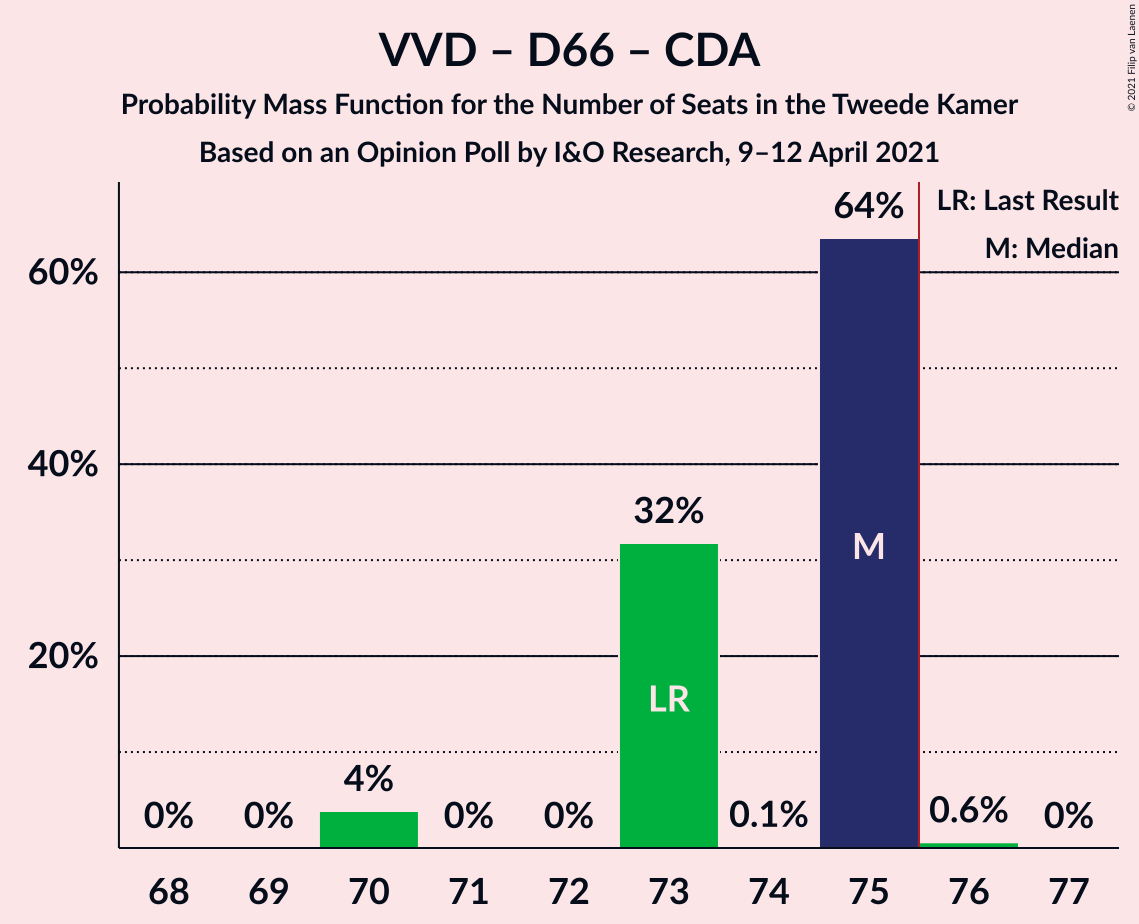 VVD – D66 – CDA
Probability Mass Function for the Number of Seats in the Tweede Kamer
Based on an Opinion Poll by I&O Research, 9–12 April 2021
© 2021 Filip van Laenen
LR: Last Result
M: Median
60%
40%
20%
0%
0%
4%
0%
0%
32%
0.1%
64%
0.6%
0%
LR
M
68
69
70
71
72
73
74
75
76
77